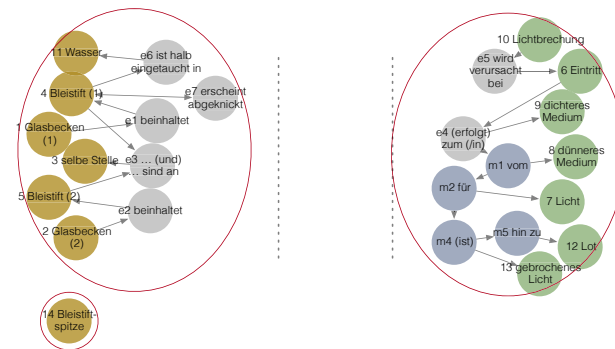 11 Wasser
e6 ist halb
eingetaucht in
4 Bleistift (1)
e7 erscheint
abgeknickt
e1 beinhaltet
1 Glasbecken
(1)
3 selbe Stelle
e3 ... (und)
... sind an
5 Bleistift (2)
e2 beinhaltet
2 Glasbecken
(2)
14 Bleistift-
spitze
10 Lichtbrechung
e5 wird
verursacht
bei
6 Eintritt
9 dichteres
Medium
e4 (erfolgt)
zum (/in)
8 dünneres
Medium
m1 vom
m2 für
7 Licht
m5 hin zu
m4 (ist)
12 Lot
13 gebrochenes
Licht